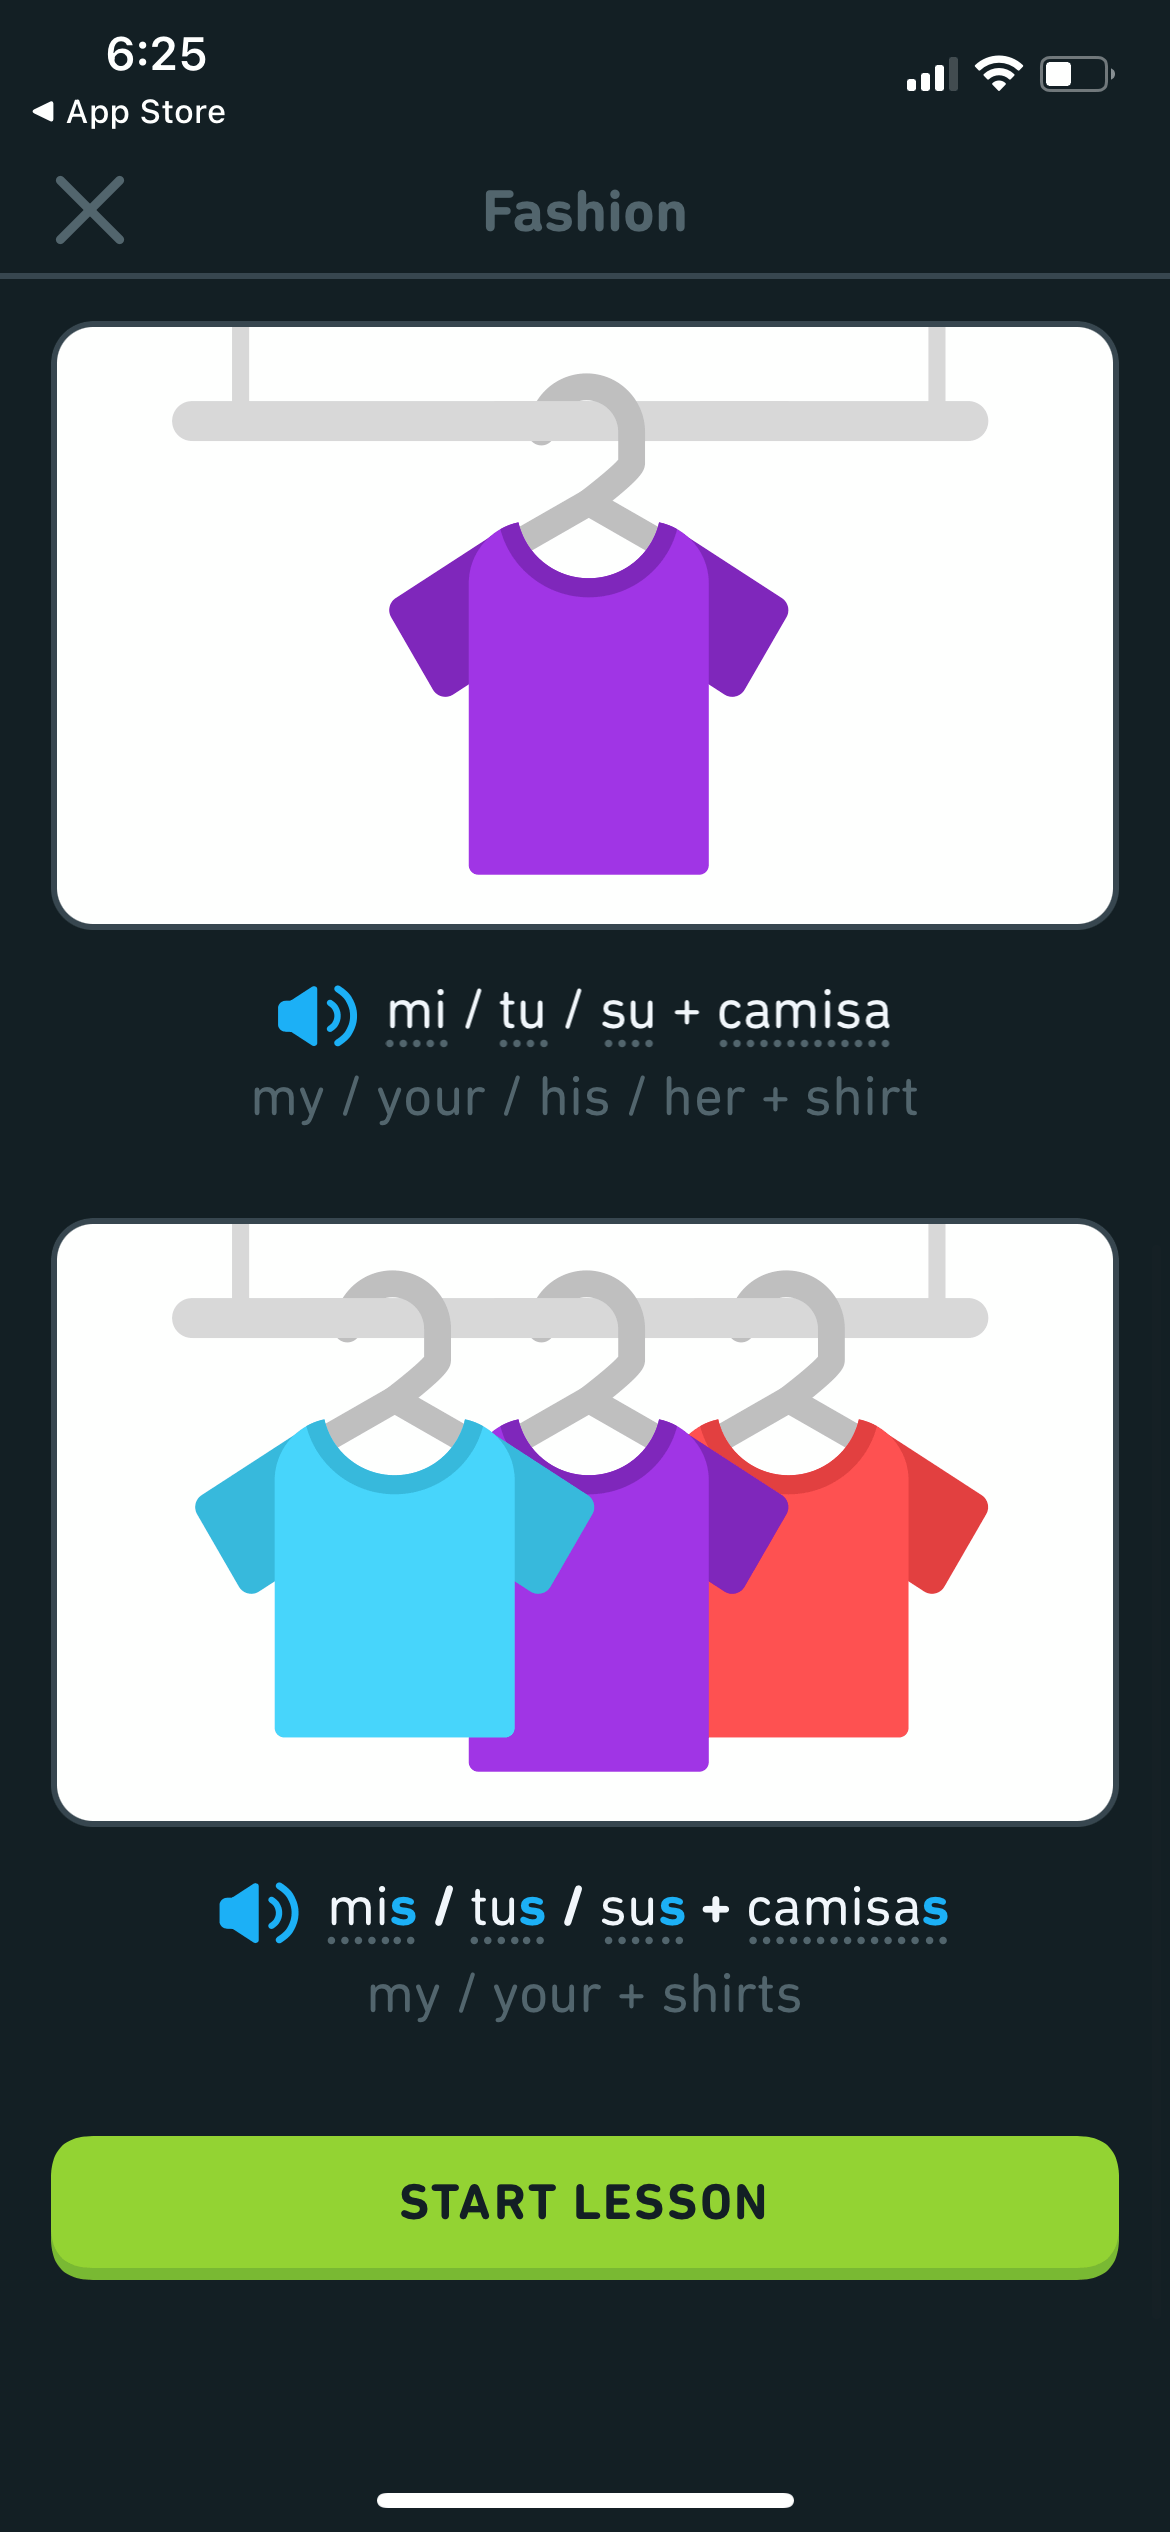 6:25
App Store
Fashion
mi / tu / su + camisa
my / your / his / her + shirt
mis / tus / sus + camisas
my / your + shirts
START LESSON